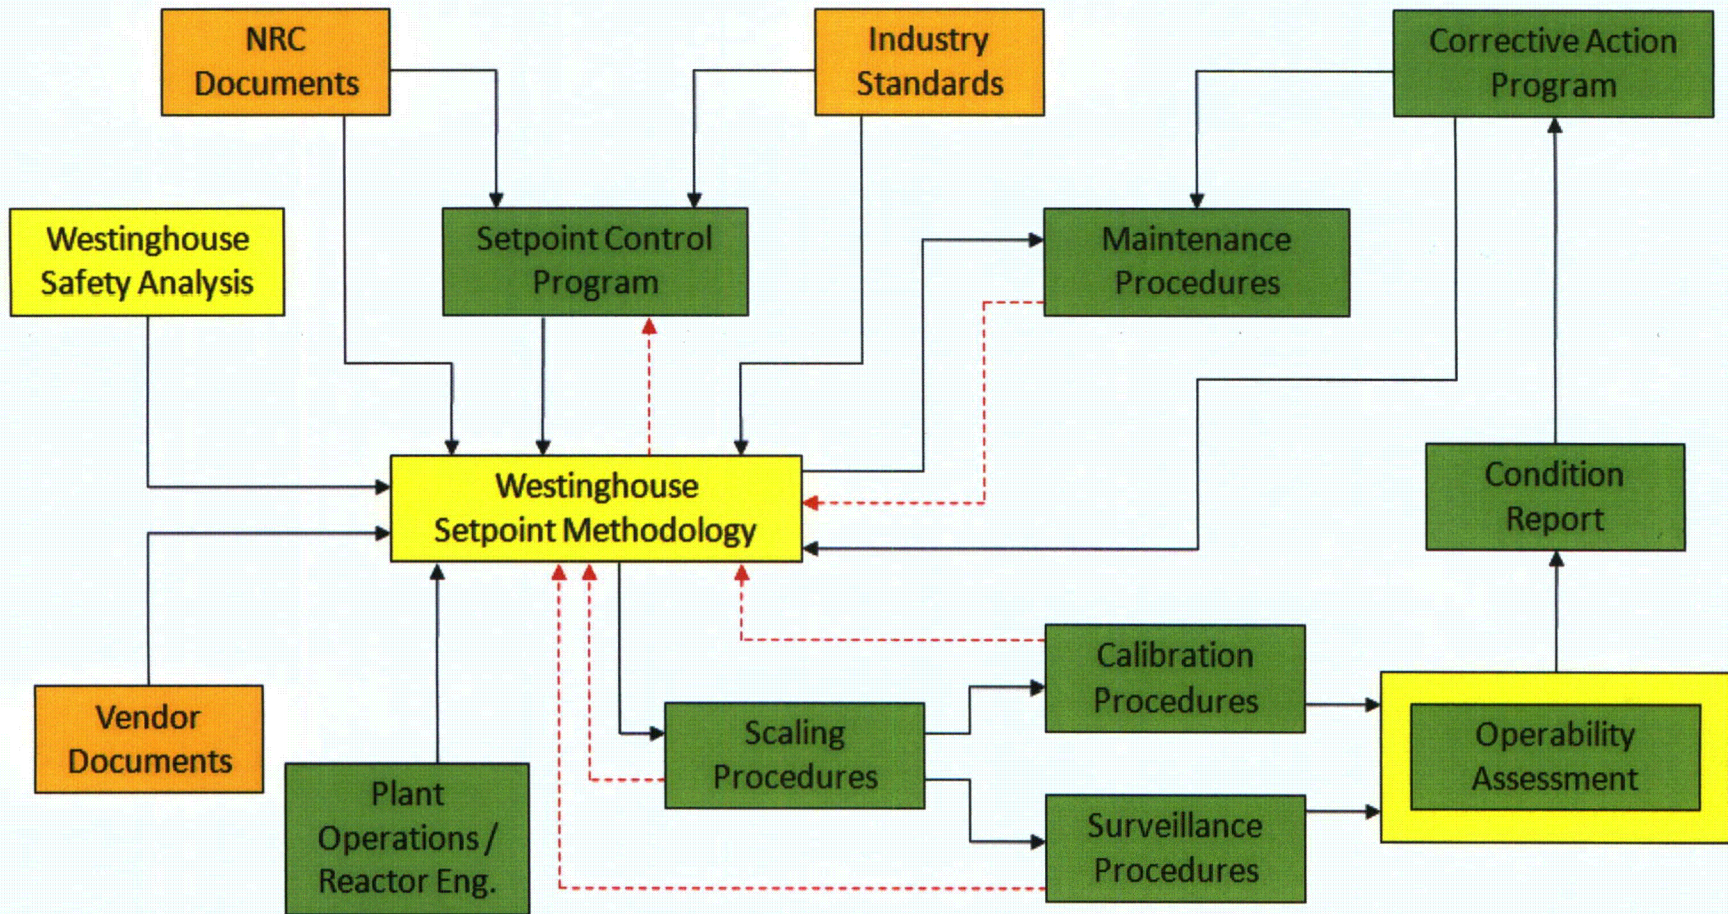 NRC
Documents
Industry
Standards
Corrective Action
Program
Westinghouse
Safety Analysis
Setpoint Control
Program
Maintenance
Procedures
Westinghouse
Setpoint Methodology
Condition
Report
Calibration
Procedures
Vendor
Documents
Scaling
Procedures
Operability
Assessment
Plant
Operations /
Reactor Eng.
Surveillance
Procedures